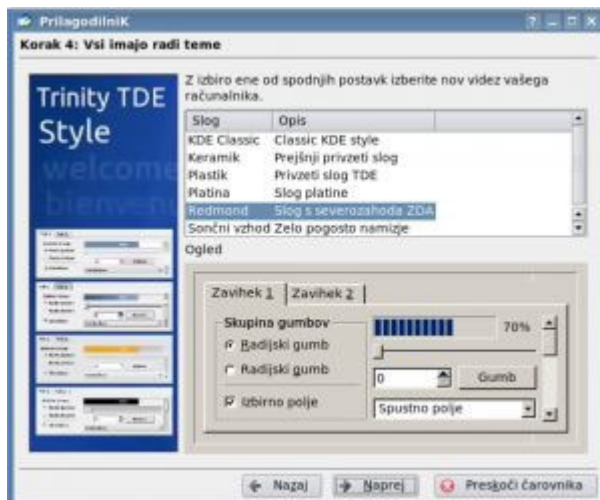 PrilagodilniK
Korak 4: Vsi imajo radi teme
Trinity TDE
Style
welcome
bienvenu
Z izbiro ene od spodnjih postavk izberite nov videz vašega
računalnika.
Slog Opis
KDE Classic Classic KDE style
Keramik Prejšnji privzeti slog
Plastik Privzeti slog TDE
Platina Slog platine
Redmond Slog s severozahoda ZDA
Sončni vzhod Zelo pogosto namizje
Ogled
Zavihek 1 Zavihek 2
Skupina gumbov
Radijski gumb
Radijski gumb
Izbirno polje
70%
0 Gumb
Spustno polje
Nazaj Naprej Preskoči čarovnika